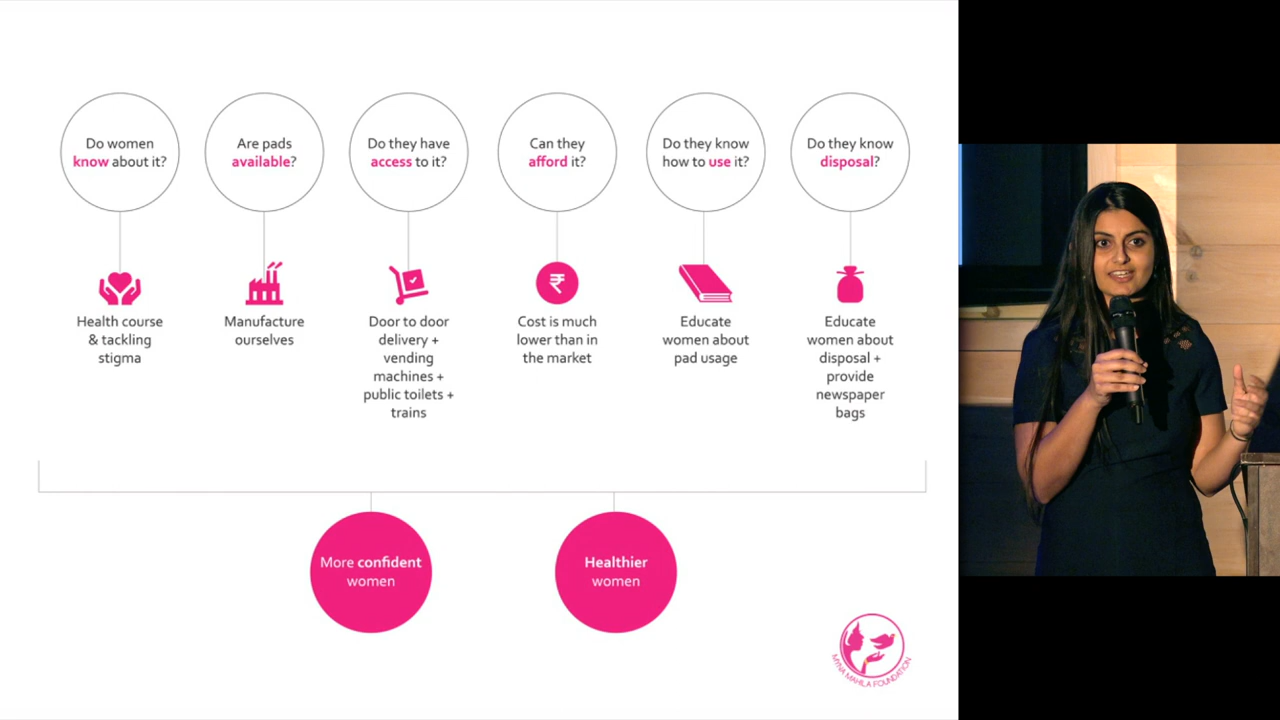 Do women
know about it?
Are pads
available?
Do they have
access to it?
Can they
afford it?
Do they know
how to use it?
Do they know
disposal?
Health course
& tackling
stigma
Manufacture
ourselves
Door to door
delivery +
vending
machines +
public toilets +
trains
₹
Cost is much
lower than in
the market
Educate
women about
pad usage
Educate
women about
disposal +
provide
newspaper
bags
More confident
women
Healthier
women
MYNA MAHILA FOUNDATION